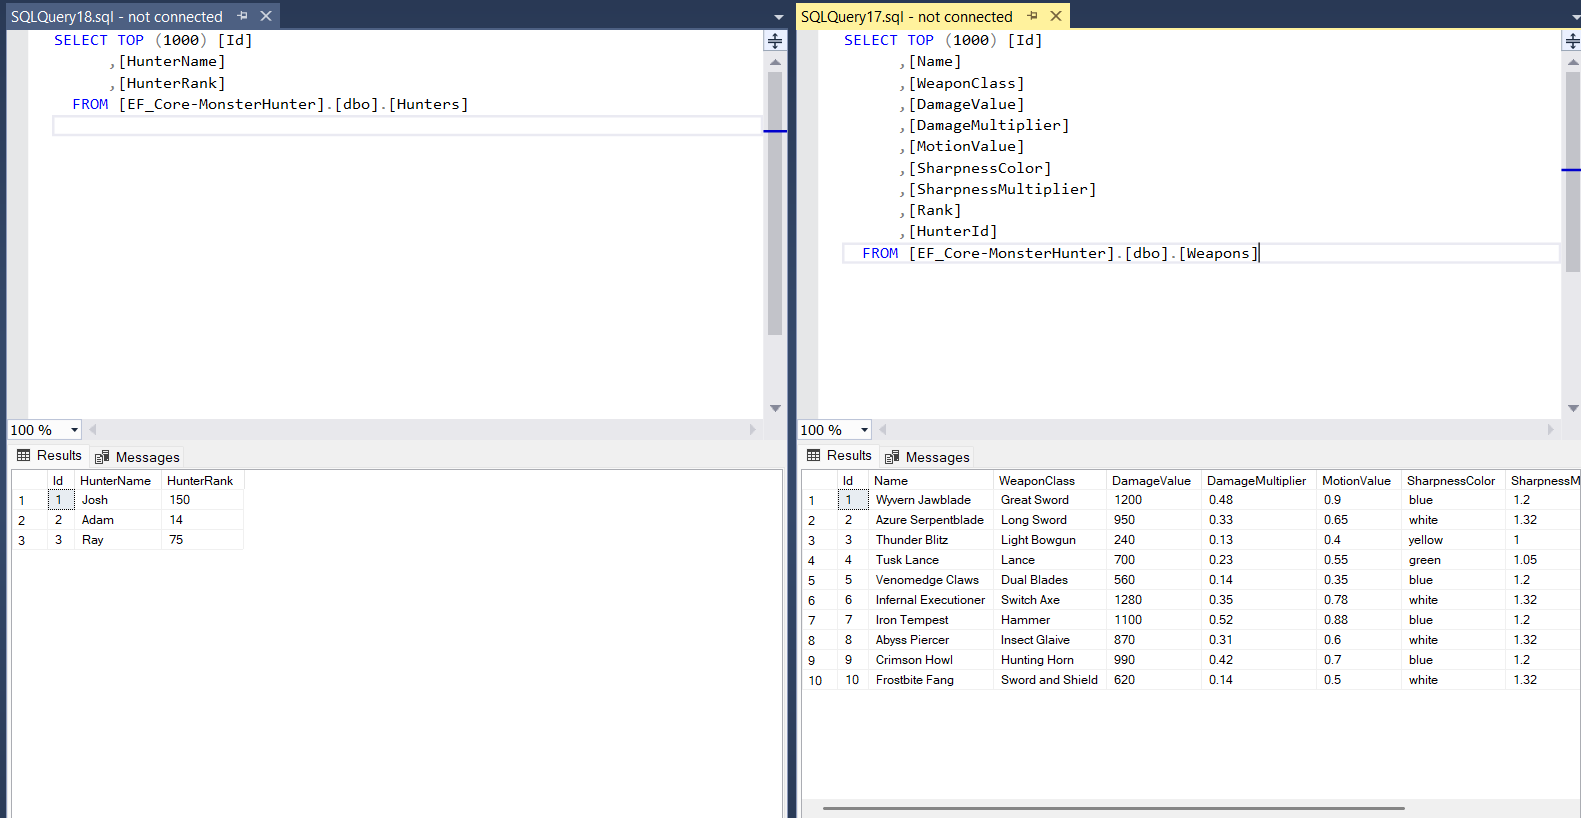 SQLQuery18.sql - not connected
SELECT TOP (1000) [Id]
,[HunterName]
,[HunterRank]
FROM [EF_Core-MonsterHunter].[dbo].[Hunters]
100 %
Results Messages
Id HunterName HunterRank
1 1 Josh 150
2 2 Adam 14
3 3 Ray 75
SQLQuery17.sql - not connected
SELECT TOP (1000) [Id]
,[Name]
,[WeaponClass]
,[DamageValue]
,[DamageMultiplier]
,[MotionValue]
,[SharpnessColor]
,[SharpnessMultiplier]
,[Rank]
,[HunterId]
FROM [EF_Core-MonsterHunter].[dbo].[Weapons]
100 %
Results Messages
Id Name WeaponClass DamageValue DamageMultiplier MotionValue SharpnessColor SharpnessM
1 1 Wyvern Jawblade Great Sword 1200 0.48 0.9 blue 1.2
2 2 Azure Serpentblade Long Sword 950 0.33 0.65 white 1.32
3 3 Thunder Blitz Light Bowgun 240 0.13 0.4 yellow 1
4 4 Tusk Lance Lance 700 0.23 0.55 green 1.05
5 5 Venomedge Claws Dual Blades 560 0.14 0.35 blue 1.2
6 6 Infernal Executioner Switch Axe 1280 0.35 0.78 white 1.32
7 7 Iron Tempest Hammer 1100 0.52 0.88 blue 1.2
8 8 Abyss Piercer Insect Glaive 870 0.31 0.6 white 1.32
9 9 Crimson Howl Hunting Horn 990 0.42 0.7 blue 1.2
10 10 Frostbite Fang Sword and Shield 620 0.14 0.5 white 1.32